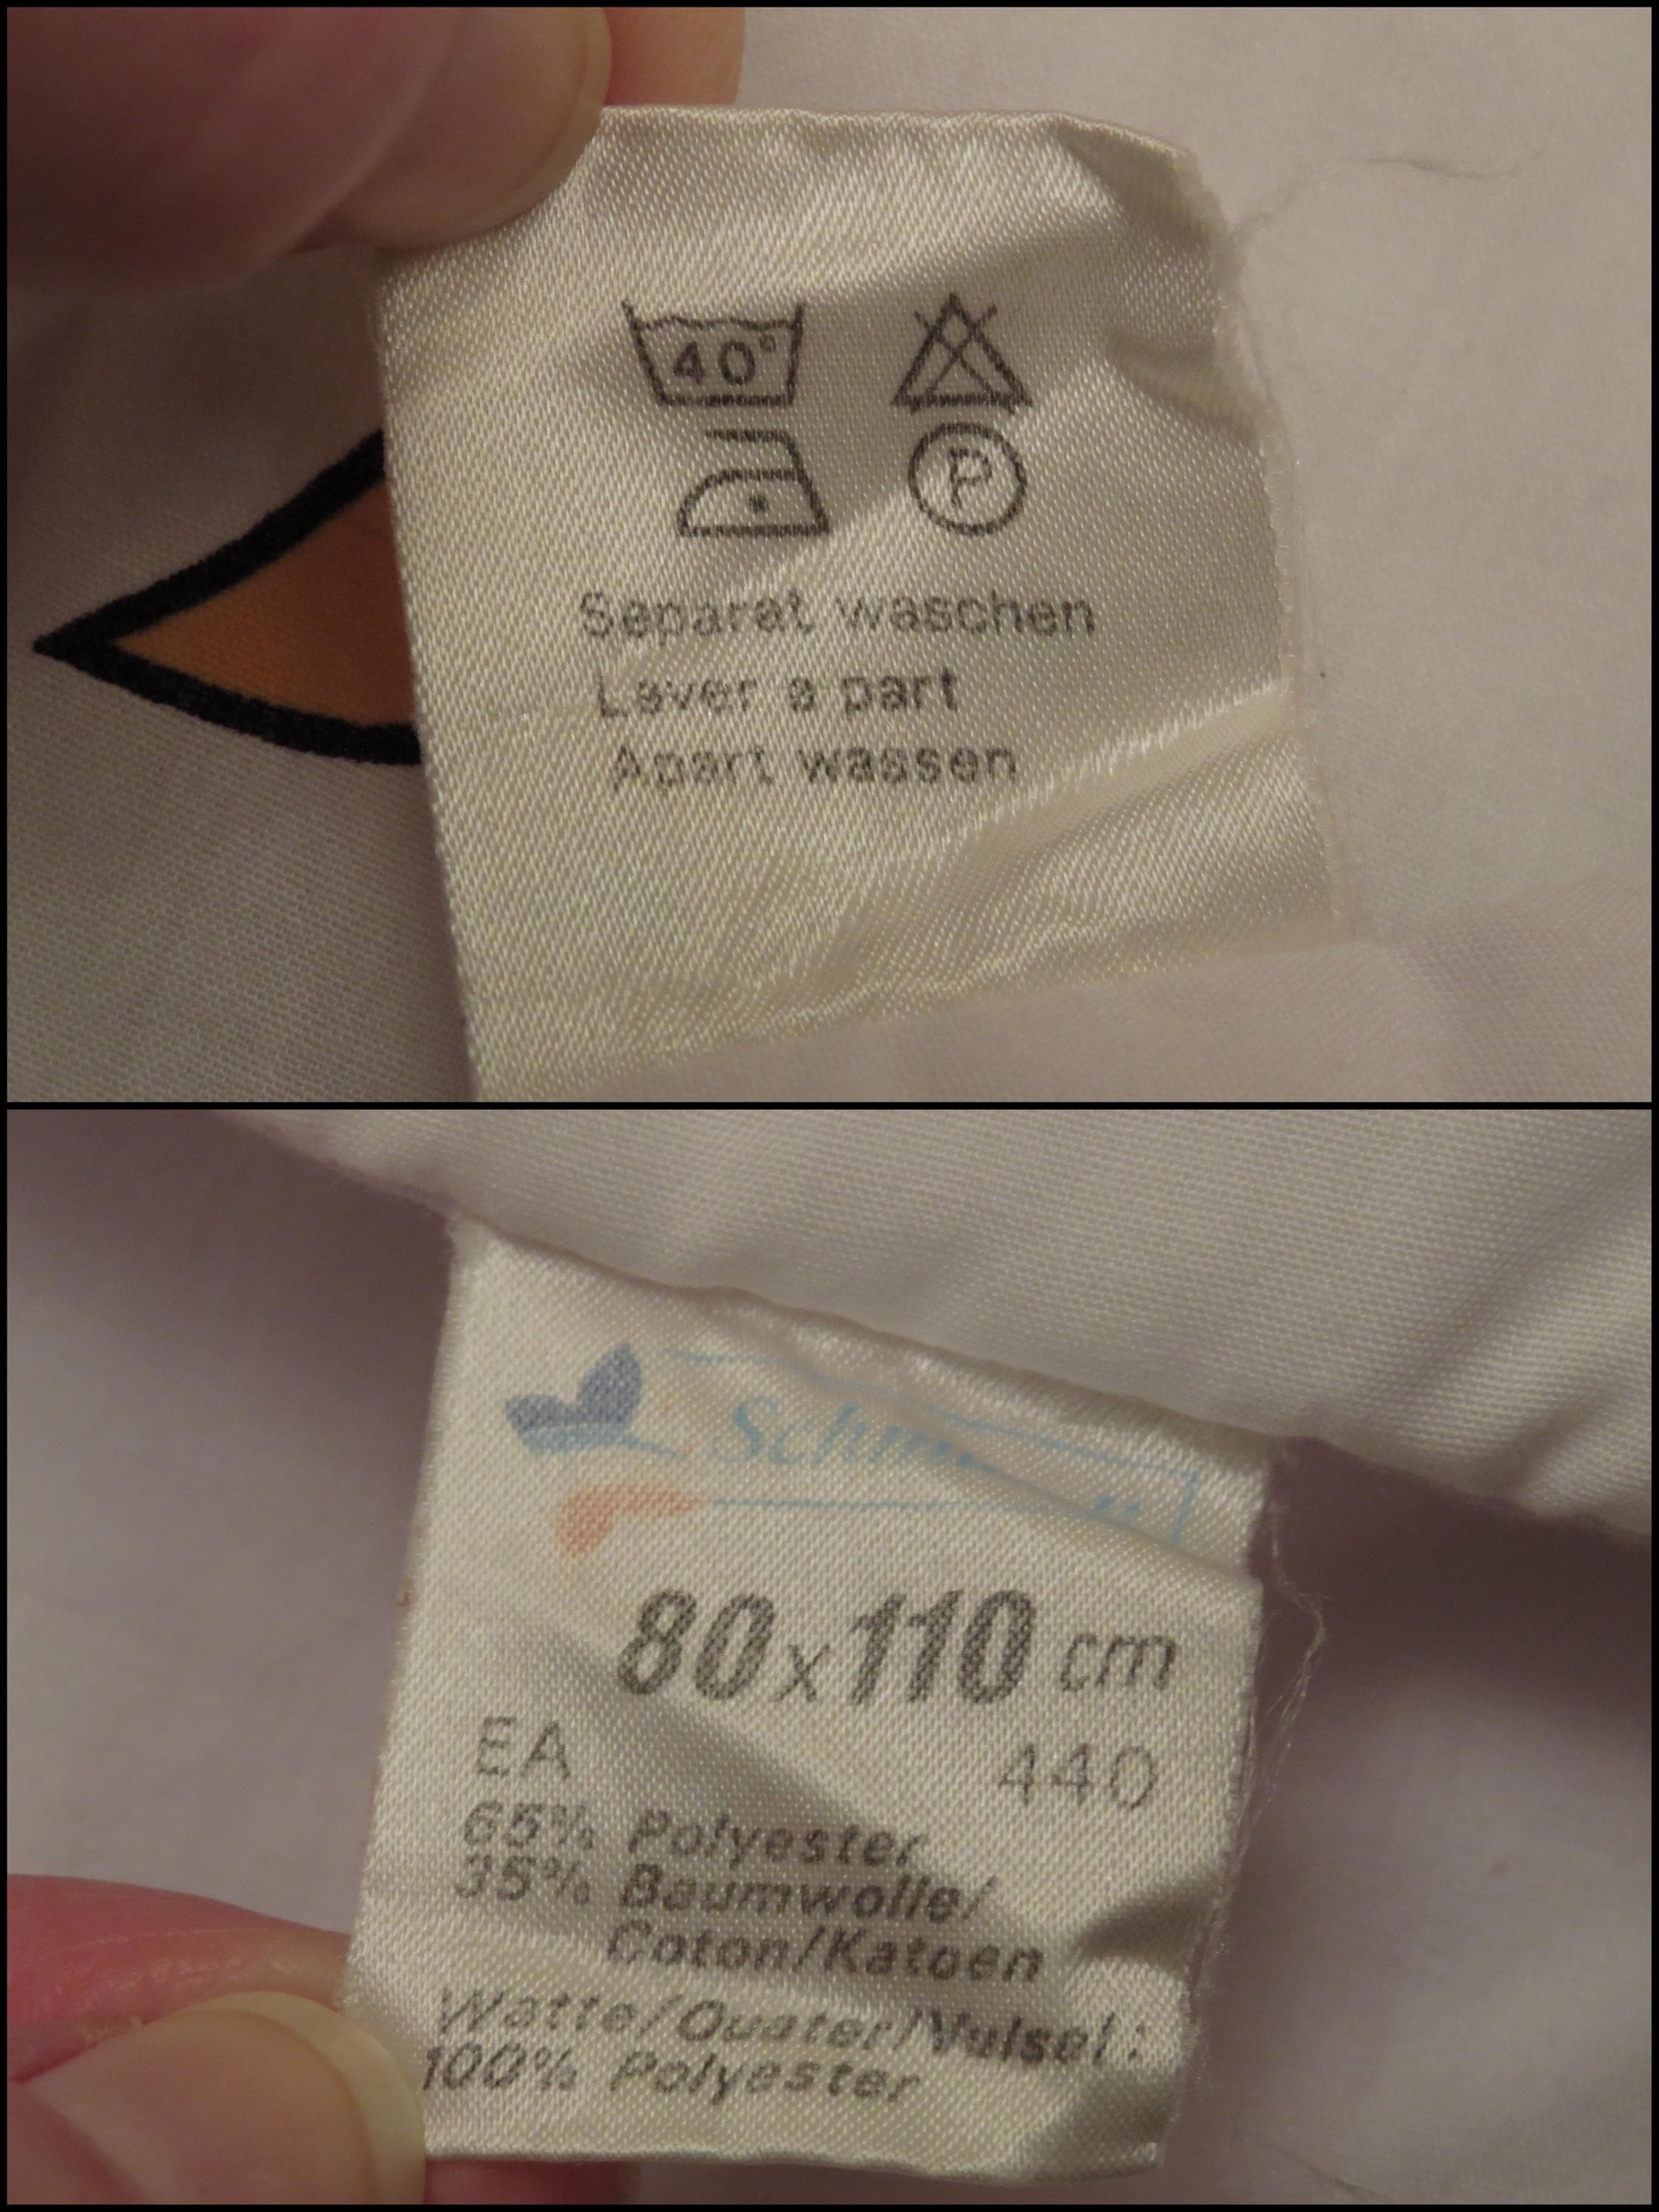 40°
P
Separat waschen
Laver a part
Apart wassen
80x110 cm
EA 440
65% Polyester
35% Baumwolle/
Coton/Katoen
Watte/Ouater/Vulsel:
100% Polyester